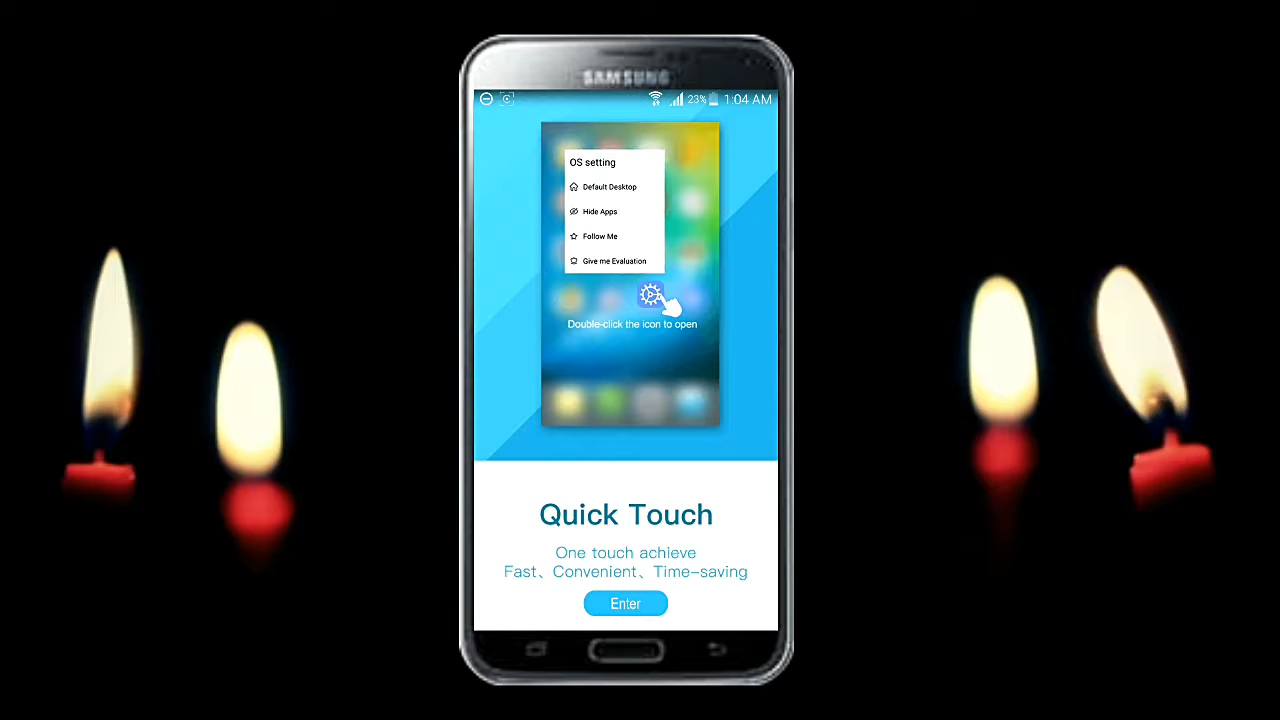 SAMSUNG
23% 1:04 AM
OS setting
Default Desktop
Hide Apps
Follow Me
Give me Evaluation
Double-click the icon to open
Quick Touch
One touch achieve
Fast、Convenient、Time-saving
Enter